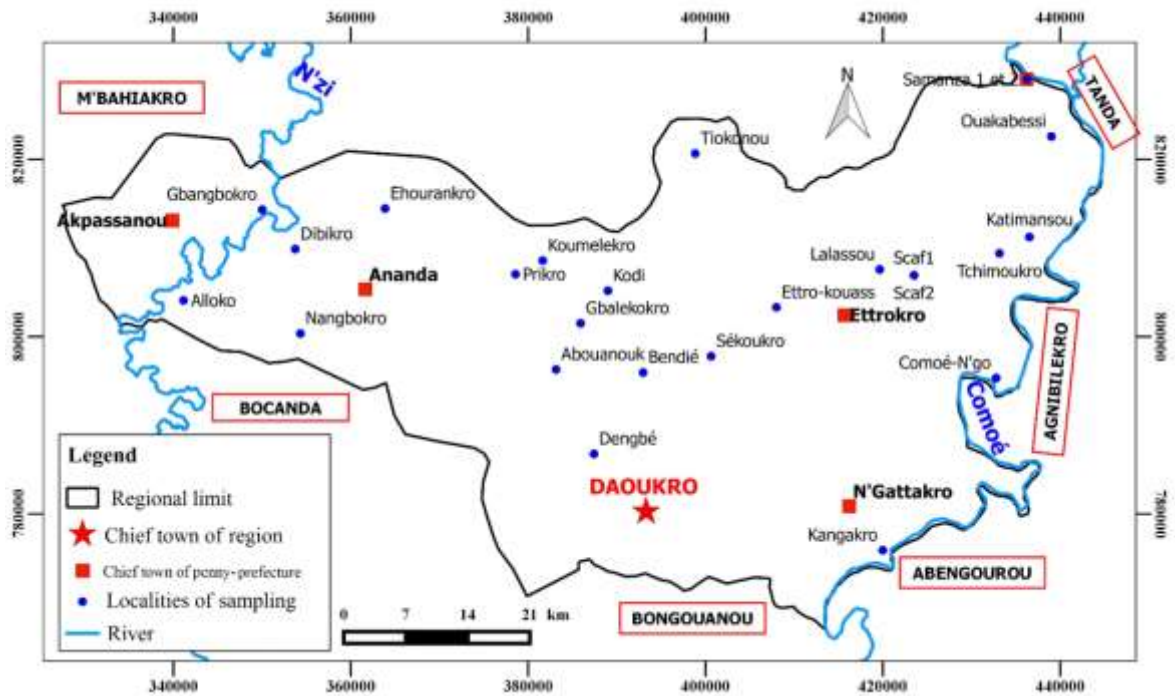 340000 360000 380000 400000 420000 440000
N'zi
N
TANDA
M'BAHIAKRO
Samanza 1 et
Ouakabessi
Tiokonou
820000
820000
Gbangbokro
Ehourankro
Akpassanou
Dibikro
Katimansou
Koumelekro
Lalassou
Scaf1
Ananda
Prikro
Kodi
Tchimoukro
Alloko
Gbalekokro
Ettro-kouass
Scaf2
Nangbokro
Ettrokro
800000
800000
Sékoukro
Abouanouk
Bendié
Comoé-N'go
AGNIBILEKRO
BOCANDA
Comoé
Dengbé
Legend
Regional limit
Chief town of region
Chief town of penny-prefecture
Localities of sampling
River
DAOUKRO
N'Gattakro
780000
780000
Kangakro
ABENGOUROU
0 7 14 21 km
BONGOUANOU
340000 360000 380000 400000 420000 440000